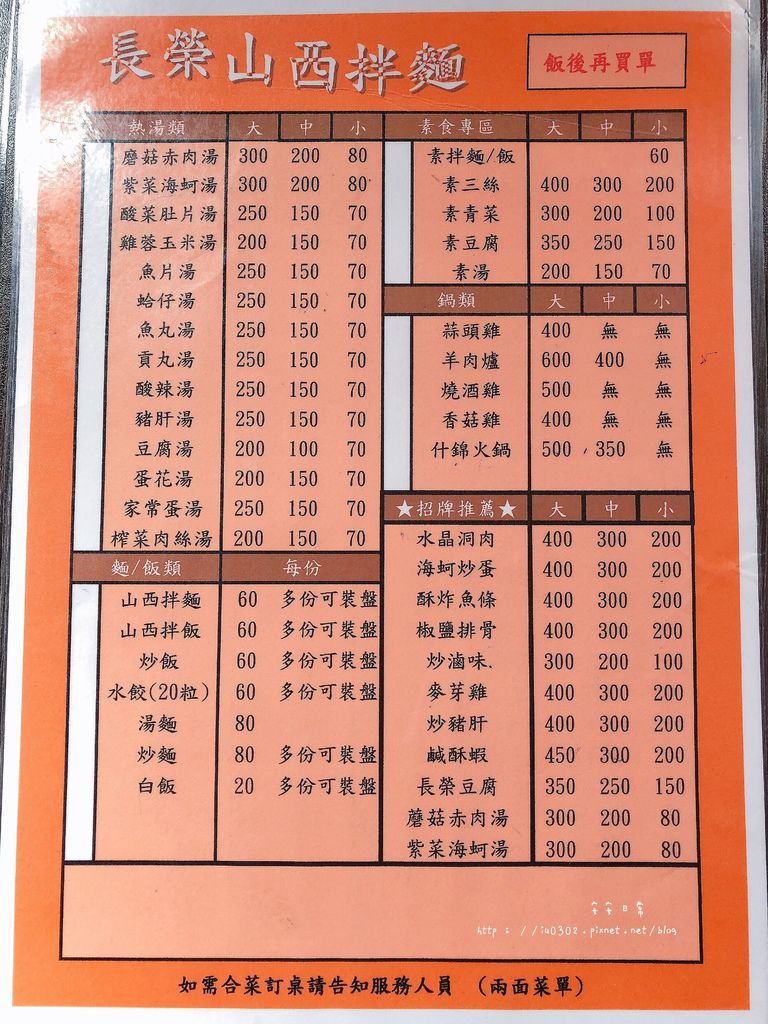 長榮山西拌麵
飯後再買單
熱湯類 大 中 小
磨菇赤肉湯 300 200 80
紫菜海蚵湯 300 200 80
酸菜肚片湯 250 150 70
雞蓉玉米湯 200 150 70
魚片湯 250 150 70
蛤仔湯 250 150 70
魚丸湯 250 150 70
貢丸湯 250 150 70
酸辣湯 250 150 70
豬肝湯 250 150 70
豆腐湯 200 100 70
蛋花湯 200 150 70
家常蛋湯 250 150 70
榨菜肉絲湯 200 150 70
麵/飯類 每份
山西拌麵 60 多份可裝盤
山西拌飯 60 多份可裝盤
炒飯 60 多份可裝盤
水餃(20粒) 60 多份可裝盤
湯麵 80
炒麵 80 多份可裝盤
白飯 20 多份可裝盤
素食專區 大 中 小
素拌麵/飯 60
素三絲 400 300 200
素青菜 300 200 100
素豆腐 350 250 150
素湯 200 150 70
鍋類 大 中 小
蒜頭雞 400 無 無
羊肉爐 600 400 無
燒酒雞 500 無 無
香菇雞 400 無 無
什錦火鍋 500 350 無
★招牌推薦★ 大 中 小
水晶洞肉 400 300 200
海蚵炒蛋 400 300 200
酥炸魚條 400 300 200
椒鹽排骨 400 300 200
炒滷味. 300 200 100
麥芽雞 400 300 200
炒豬肝 400 300 200
鹹酥蝦 450 300 200
長榮豆腐 350 250 150
蘑菇赤肉湯 300 200 80
紫菜海蚵湯 300 200 80
安安日常
http : //i40302.pixnet.net/blog
如需合菜訂桌請告知服務人員 (兩面菜單)